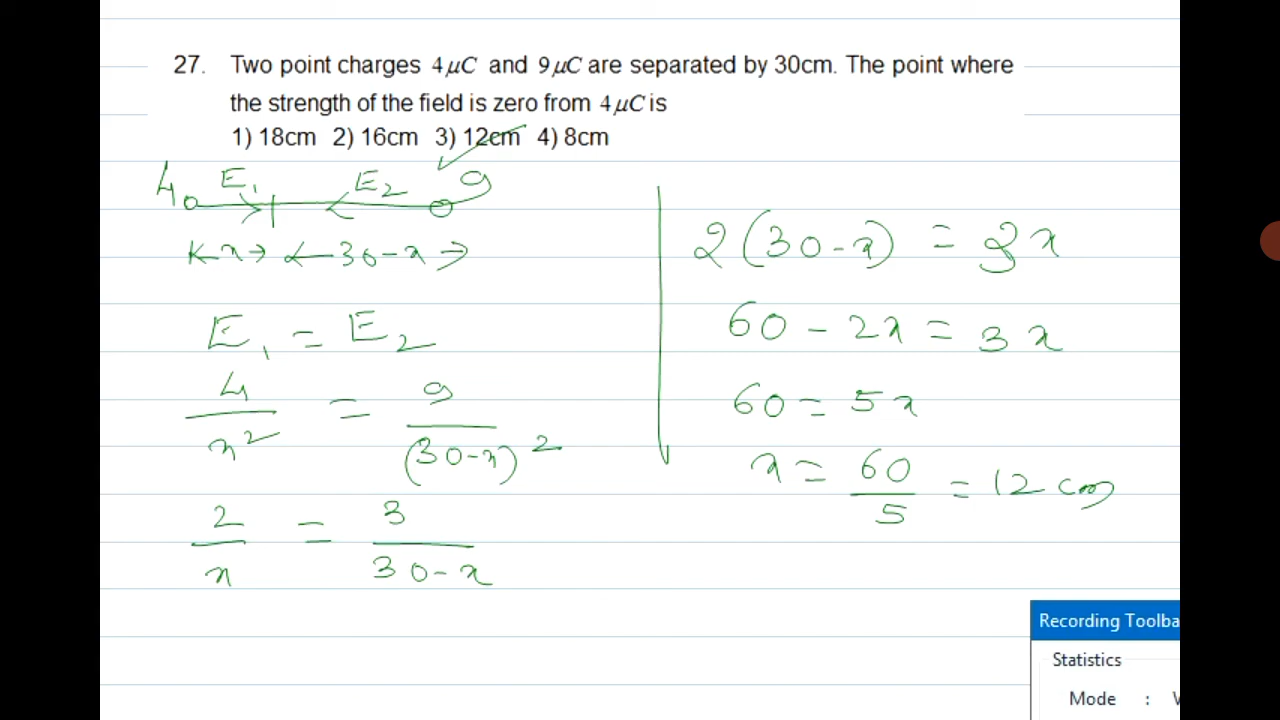 27. Two point charges 4μC and 9μC are separated by 30cm. The point where
the strength of the field is zero from 4μC is
1) 18cm 2) 16cm 3) 12cm 4) 8cm
4 E₁ E₂ 9
x 30-x
E₁ = E₂
4/x² = 9/(30-x)²
2/x = 3/30-x
2(30-x) = 3x
60 - 2x = 3x
60 = 5x
x = 60/5 = 12 cm
Recording Toolba
Statistics
Mode :